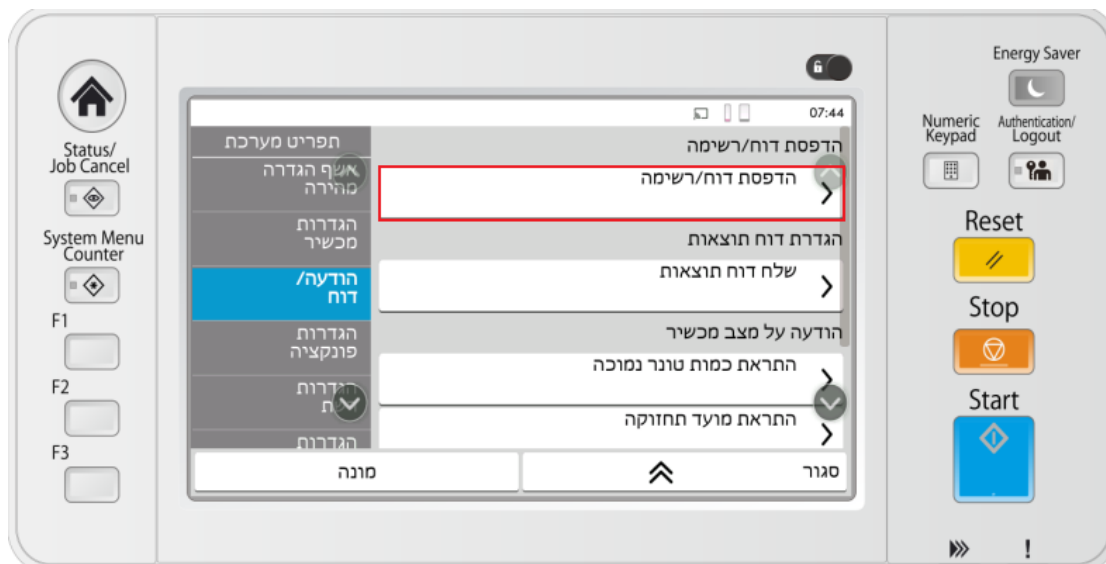 Status/
Job Cancel
System Menu
Counter
F1
F2
F3
07:44
תפריט מערכת
אשף הגדרה
מהירה
הגדרות
מכשיר
הודעה/
דוח
הגדרות
פונקציה
הגדרות
הגדרות
הדפסת דוח/רשימה
הדפסת דוח/רשימה
הגדרת דוח תוצאות
שלח דוח תוצאות
הודעה על מצב מכשיר
התראת כמות טונר נמוכה
התראת מועד תחזוקה
מונה
סגור
Energy Saver
Numeric
Keypad
Authentication/
Logout
Reset
Stop
Start